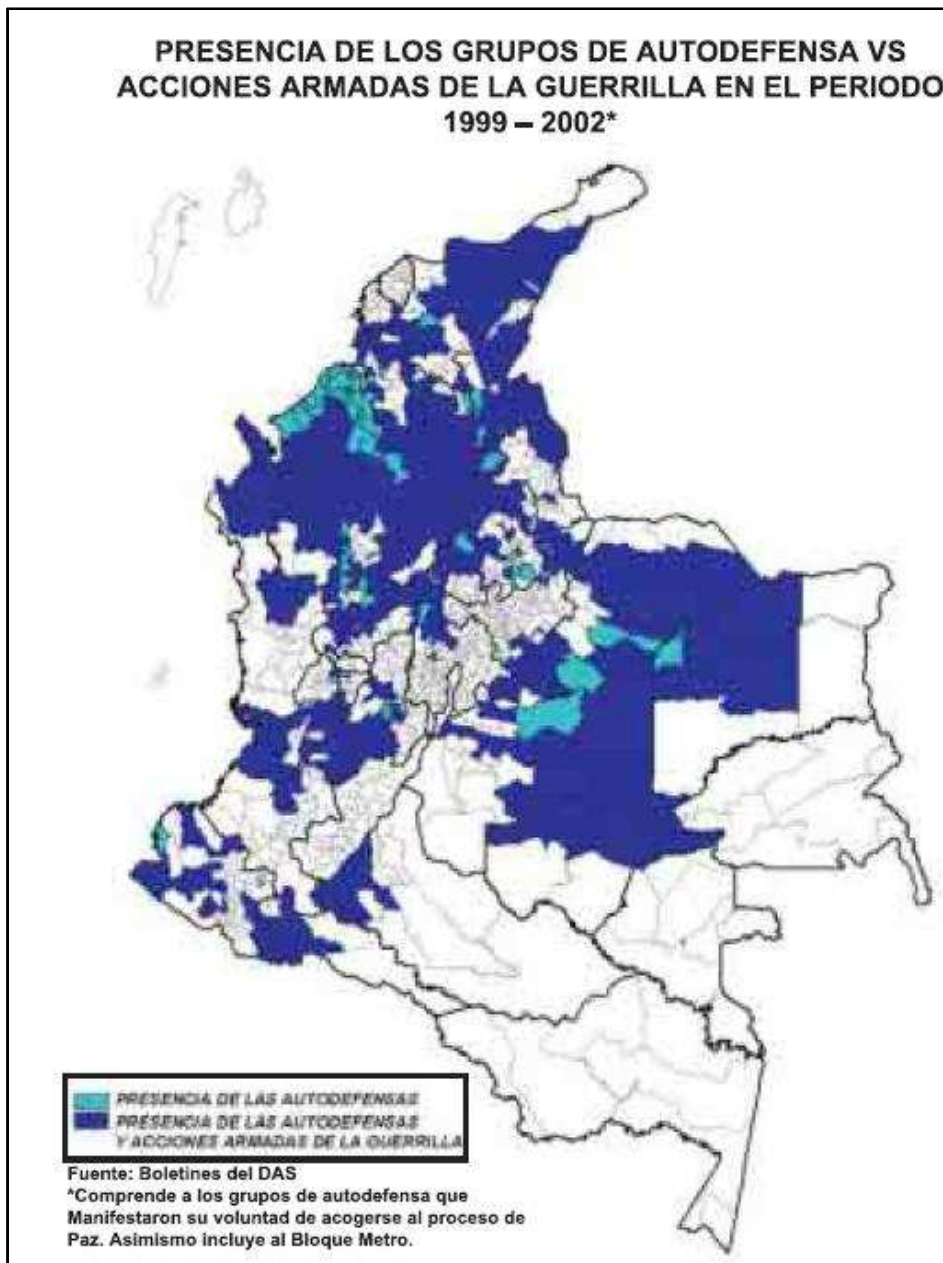 PRESENCIA DE LOS GRUPOS DE AUTODEFENSA VS
ACCIONES ARMADAS DE LA GUERRILLA EN EL PERIODO
1999 – 2002*
PRESENCIA DE LAS AUTODEFENSAS
PRESENCIA DE LAS AUTODEFENSAS
Y ACCIONES ARMADAS DE LA GUERRILLA
Fuente: Boletines del DAS
*Comprende a los grupos de autodefensa que
Manifestaron su voluntad de acogerse al proceso de
Paz. Asimismo incluye al Bloque Metro.